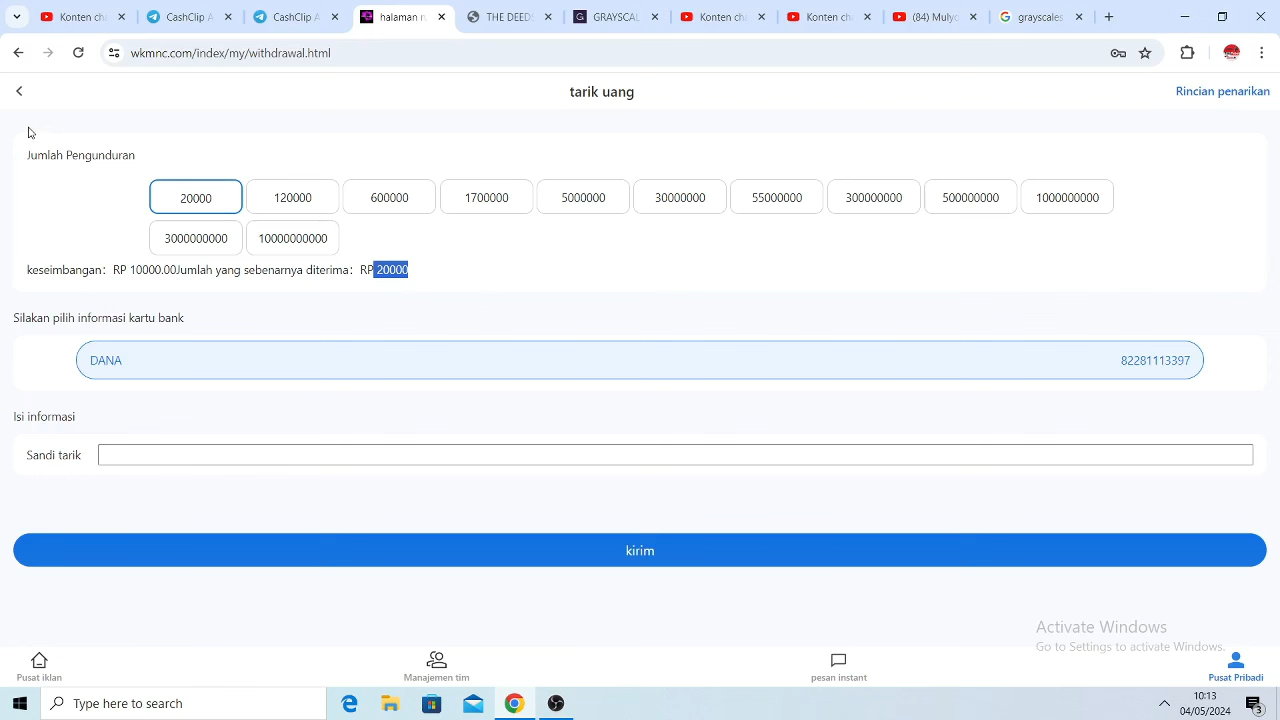 Konten
CashClip A
CashClip2.
halaman n
THE DEED
GRAYSCAL
Konten ch
Konten ch
(84) Mulyo
grayscales
wkmnc.com/index/my/withdrawal.html
tarik uang
Rincian penarikan
Jumlah Pengunduran
20000 120000 600000 1700000 5000000 30000000 55000000 300000000 500000000 1000000000
3000000000 10000000000
keseimbangan：RP 10000.00Jumlah yang sebenarnya diterima：RP 20000
Silakan pilih informasi kartu bank
DANA 82281113397
Isi informasi
Sandi tarik
kirim
Activate Windows
Go to Settings to activate Windows.
Pusat iklan Manajemen tim pesan instant Pusat Pribadi
Type here to search
10:13
04/05/2024
3